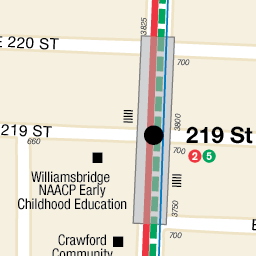 3825
E 220 ST
700
3800
219 ST
660
219 St
2 5
700
Williamsbridge
NAACP Early
Childhood Education
3750
Crawford
Community
700
E